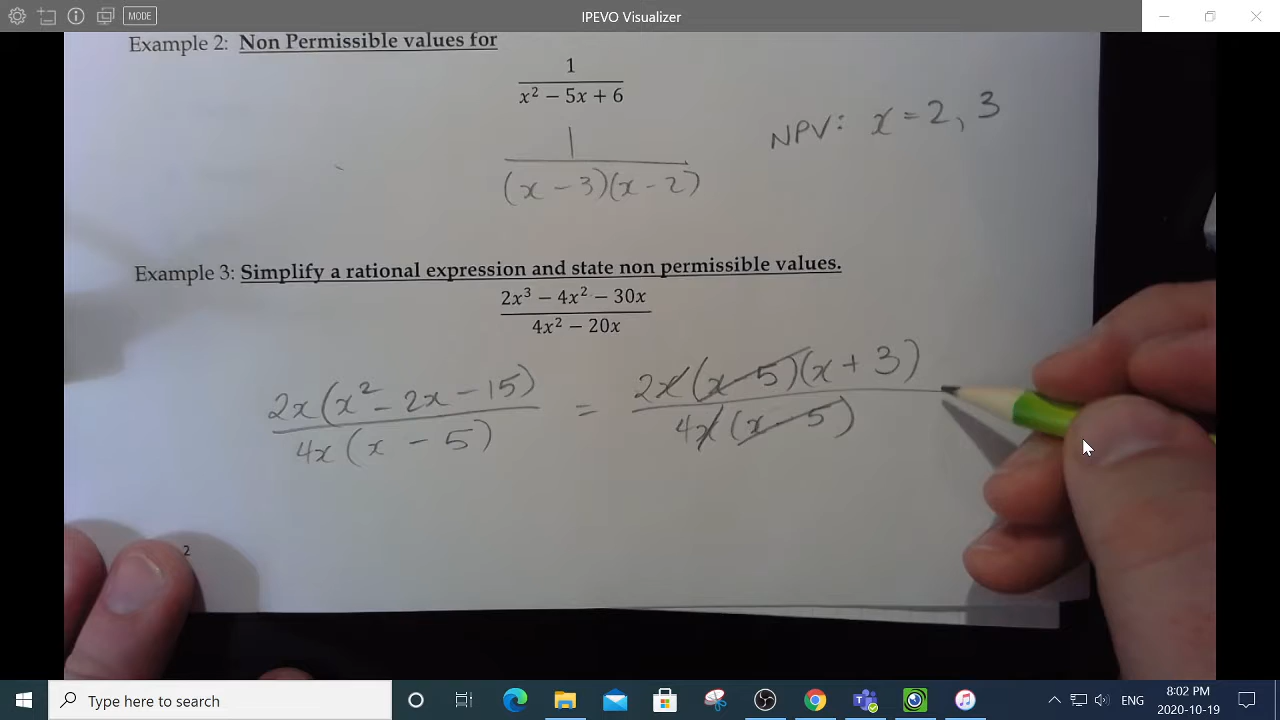 MODE
IPEVO Visualizer
Example 2: Non Permissible values for
1
x² − 5x + 6
1
(x − 3)(x − 2)
NPV: x = 2, 3
Example 3: Simplify a rational expression and state non permissible values.
2x³ − 4x² − 30x
4x² − 20x
2x(x² − 2x − 15)
4x(x − 5)
=
2x(x − 5)(x + 3)
4x(x − 5)
2
Type here to search
ENG
8:02 PM
2020-10-19